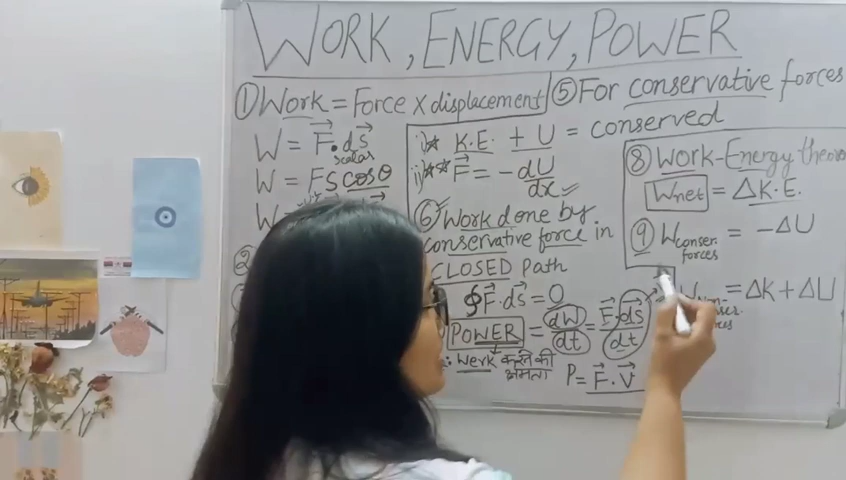 WORK, ENERGY, POWER
① Work = Force × displacement
W = F⃗.ds⃗
scalar
W = FS cosθ
W
②
⑤ For conservative forces
i)* K.E. + U = conserved
ii)** F⃗ = -dU/dx
⑥ Work done by
conservative force in
CLOSED Path
∮F⃗.ds⃗ = 0
POWER = dW/dt = F⃗.ds⃗/dt
: Work करने की
क्षमता
P = F⃗.V⃗
⑧ Work-Energy theorem
Wnet = ΔK.E.
⑨ Wconser. forces = -ΔU
= ΔK + ΔU